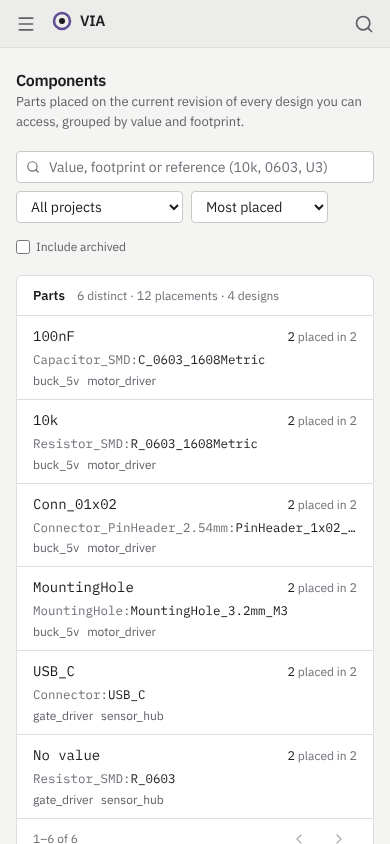 VIA
Components
Parts placed on the current revision of every design you can
access, grouped by value and footprint.
Value, footprint or reference (10k, 0603, U3)
All projects
Most placed
Include archived
Parts 6 distinct · 12 placements · 4 designs
100nF 2 placed in 2
Capacitor_SMD:C_0603_1608Metric
buck_5v motor_driver
10k 2 placed in 2
Resistor_SMD:R_0603_1608Metric
buck_5v motor_driver
Conn_01x02 2 placed in 2
Connector_PinHeader_2.54mm:PinHeader_1x02_…
buck_5v motor_driver
MountingHole 2 placed in 2
MountingHole:MountingHole_3.2mm_M3
buck_5v motor_driver
USB_C 2 placed in 2
Connector:USB_C
gate_driver sensor_hub
No value 2 placed in 2
Resistor_SMD:R_0603
gate_driver sensor_hub
1–6 of 6